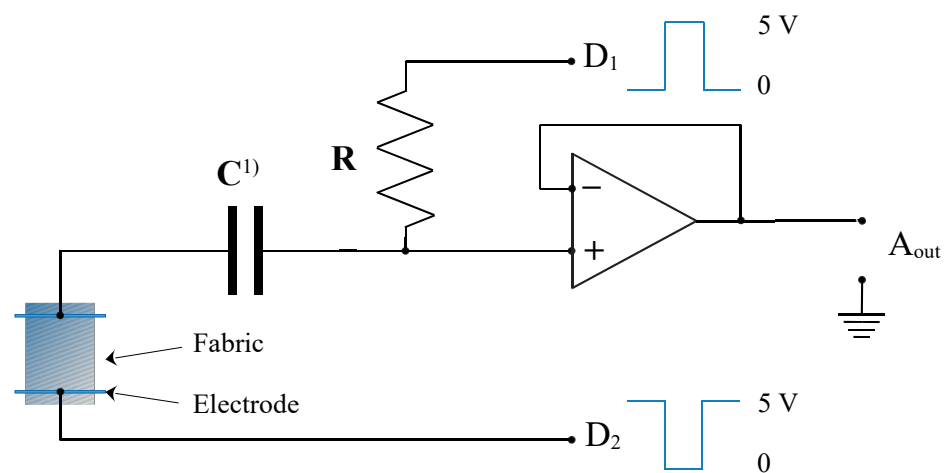 D₁
5 V
0
R
C¹⁾
−
+
Aout
Fabric
Electrode
D₂
5 V
0